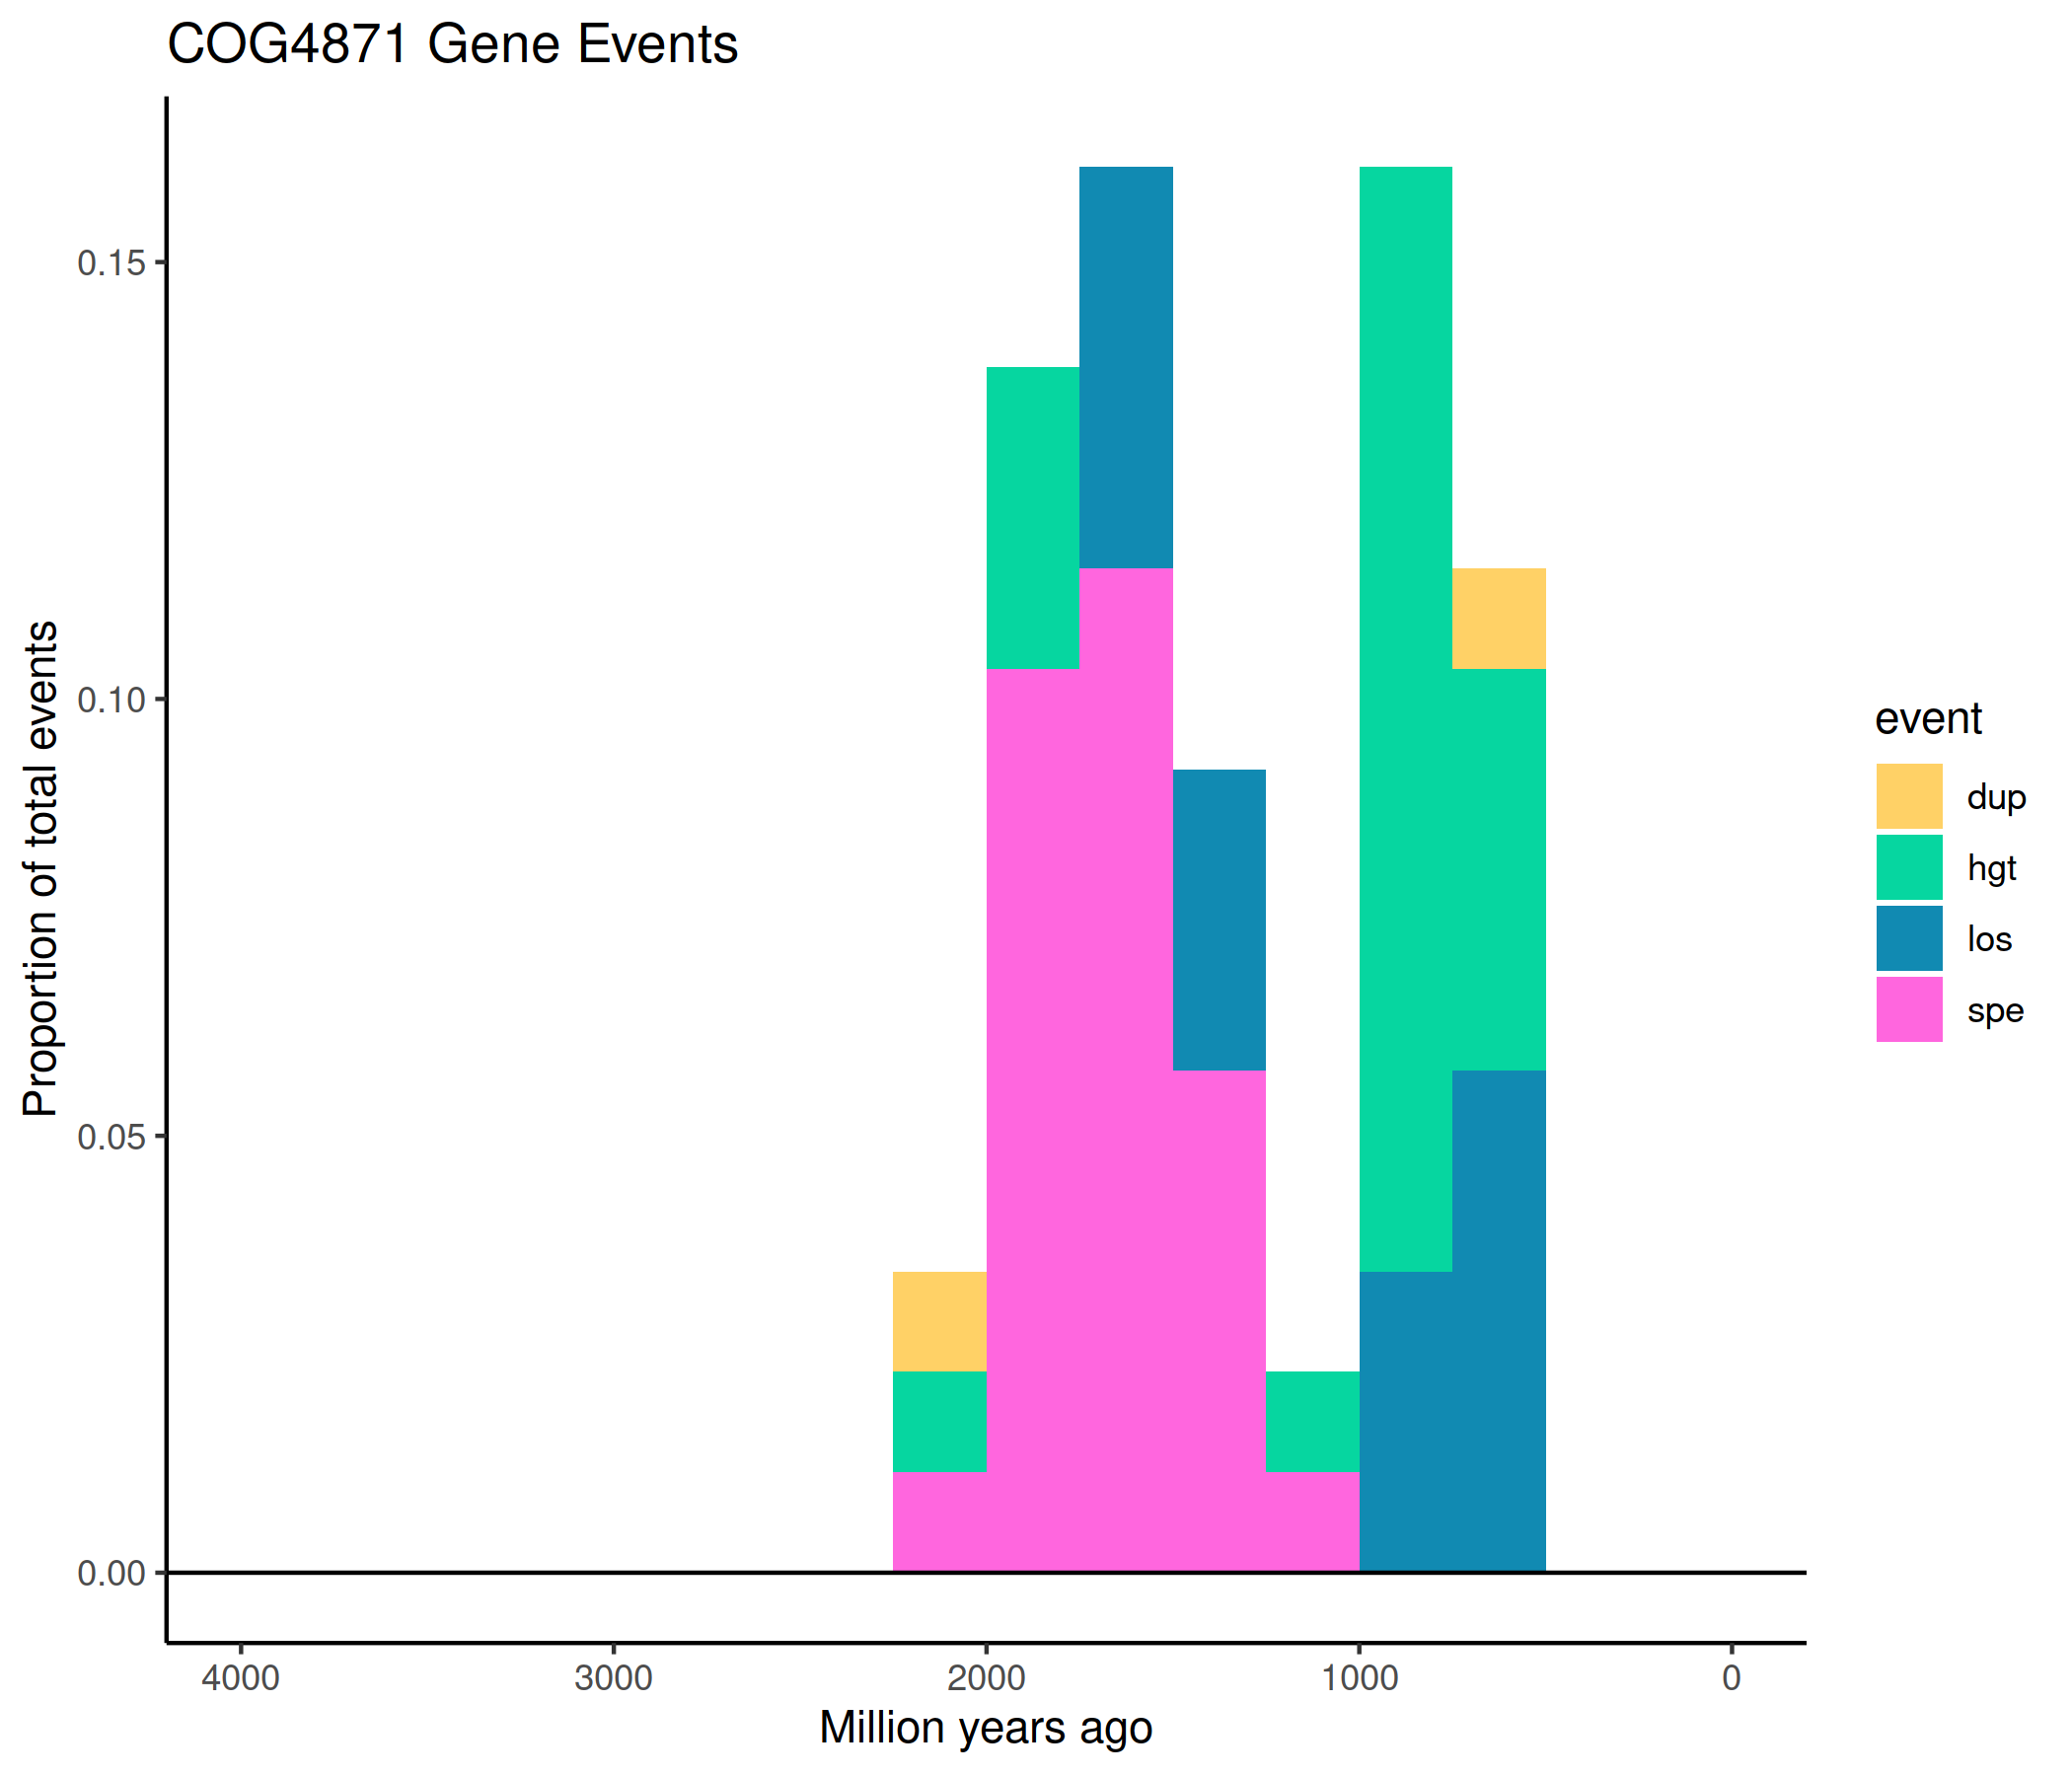 COG4871 Gene Events
Proportion of total events
0.15
0.10
0.05
0.00
4000 3000 2000 1000 0
Million years ago
event
dup
hgt
los
spe